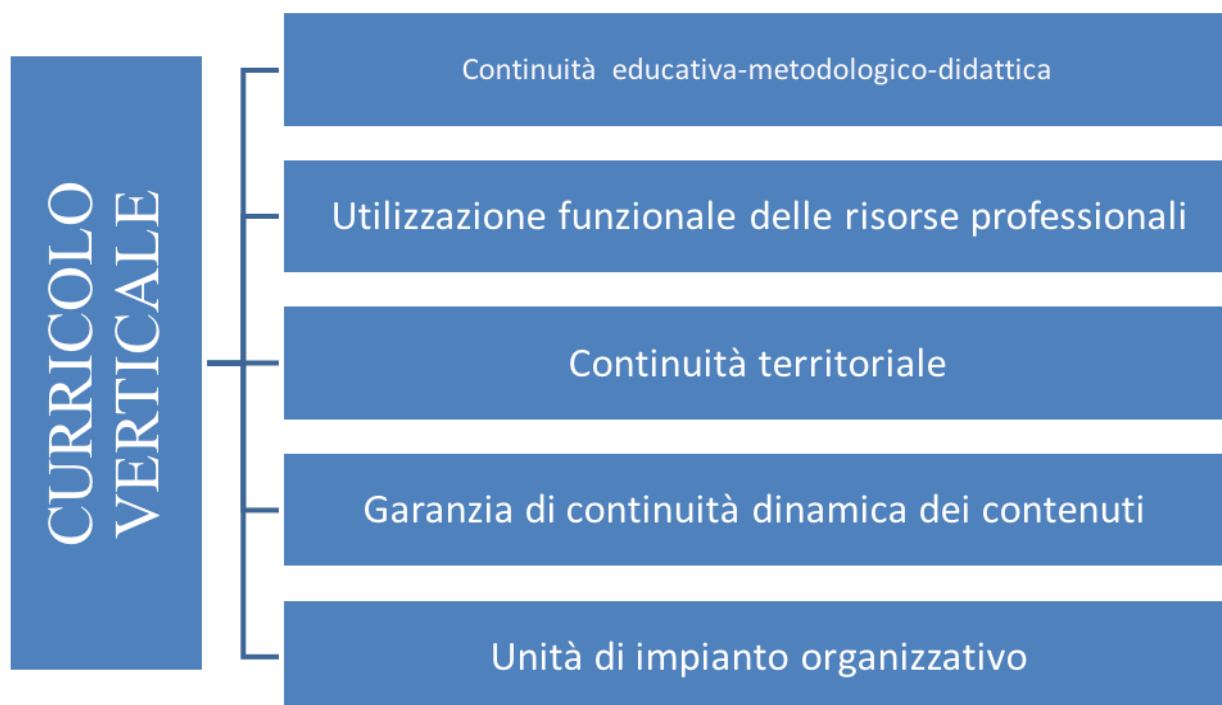 CURRICOLO
VERTICALE
Continuità educativa-metodologico-didattica
Utilizzazione funzionale delle risorse professionali
Continuità territoriale
Garanzia di continuità dinamica dei contenuti
Unità di impianto organizzativo